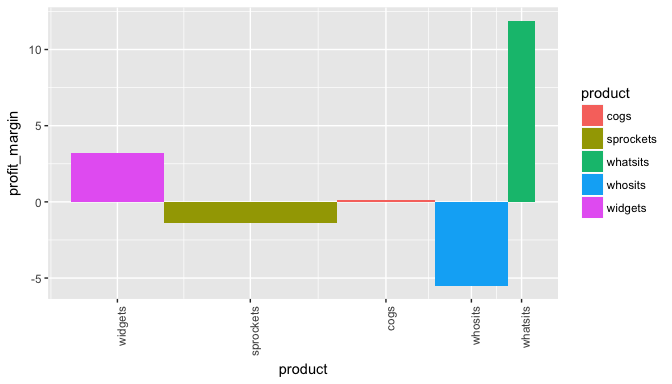 profit_margin
10
5
0
-5
widgets
sprockets
cogs
whosits
whatsits
product
product
cogs
sprockets
whatsits
whosits
widgets